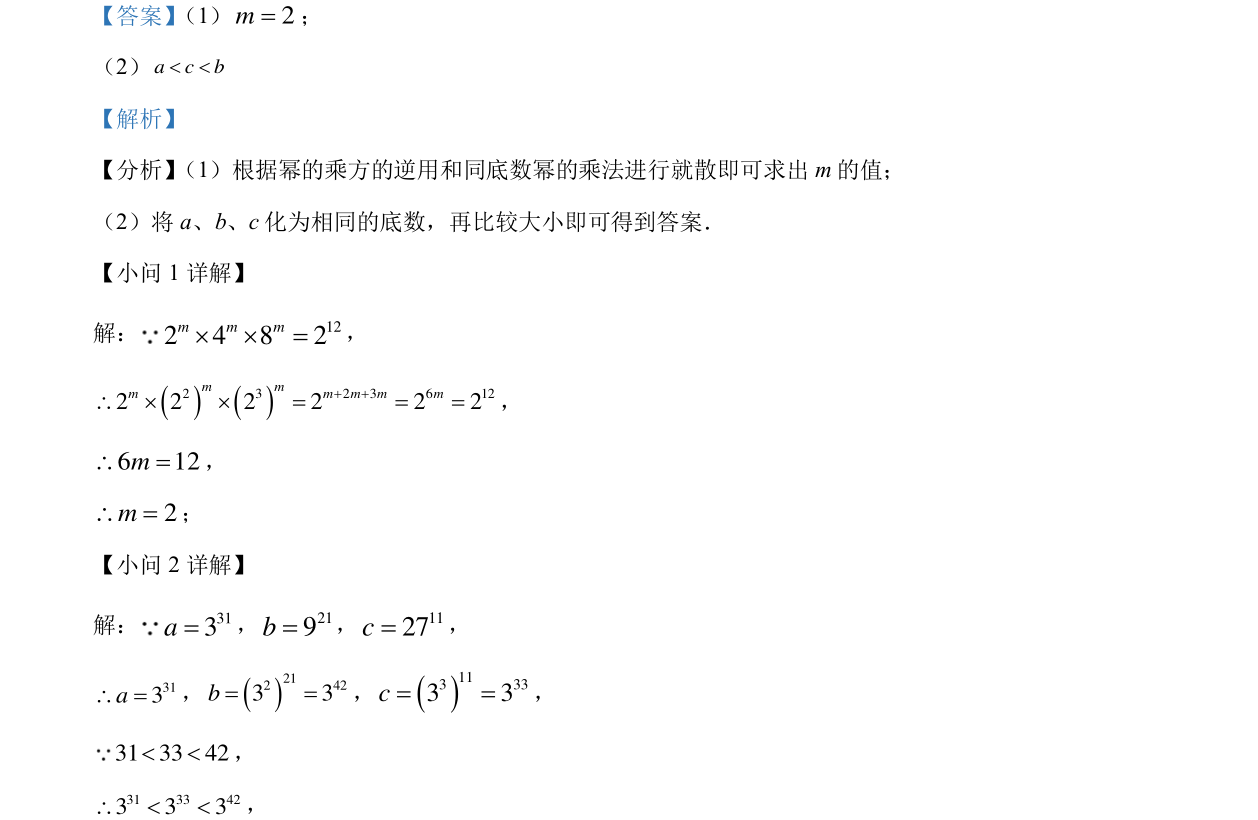 【答案】（1）m = 2；
（2）a < c < b
【解析】
【分析】（1）根据幂的乘方的逆用和同底数幂的乘法进行就散即可求出 m 的值；
（2）将 a、b、c 化为相同的底数，再比较大小即可得到答案．
【小问 1 详解】
解：∵2^m × 4^m × 8^m = 2^12，
∴2^m × (2^2)^m × (2^3)^m = 2^(m+2m+3m) = 2^(6m) = 2^12，
∴6m = 12，
∴m = 2；
【小问 2 详解】
解：∵a = 3^31，b = 9^21，c = 27^11，
∴a = 3^31，b = (3^2)^21 = 3^42，c = (3^3)^11 = 3^33，
∵31 < 33 < 42，
∴3^31 < 3^33 < 3^42，